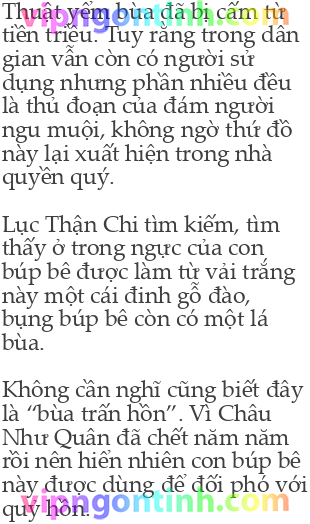 Thuật yểm bùa đã bị cấm từ
tiền triều. Tuy rằng trong dân
gian vẫn còn có người sử
dụng nhưng phần nhiều đều
là thủ đoạn của đám người
ngu muội, không ngờ thứ đồ
này lại xuất hiện trong nhà
quyền quý.

Lục Thận Chi tìm kiếm, tìm
thấy ở trong ngực của con
búp bê được làm từ vải trắng
này một cái đinh gỗ đào,
bụng búp bê còn có một lá
bùa.

Không cần nghĩ cũng biết đây
là “bùa trấn hồn”. Vì Châu
Như Quân đã chết năm năm
rồi nên hiển nhiên con búp bê
này được dùng để đối phó với
quỷ hồn.
vipngontinh.com
vipngontinh.com
vipngontinh.com